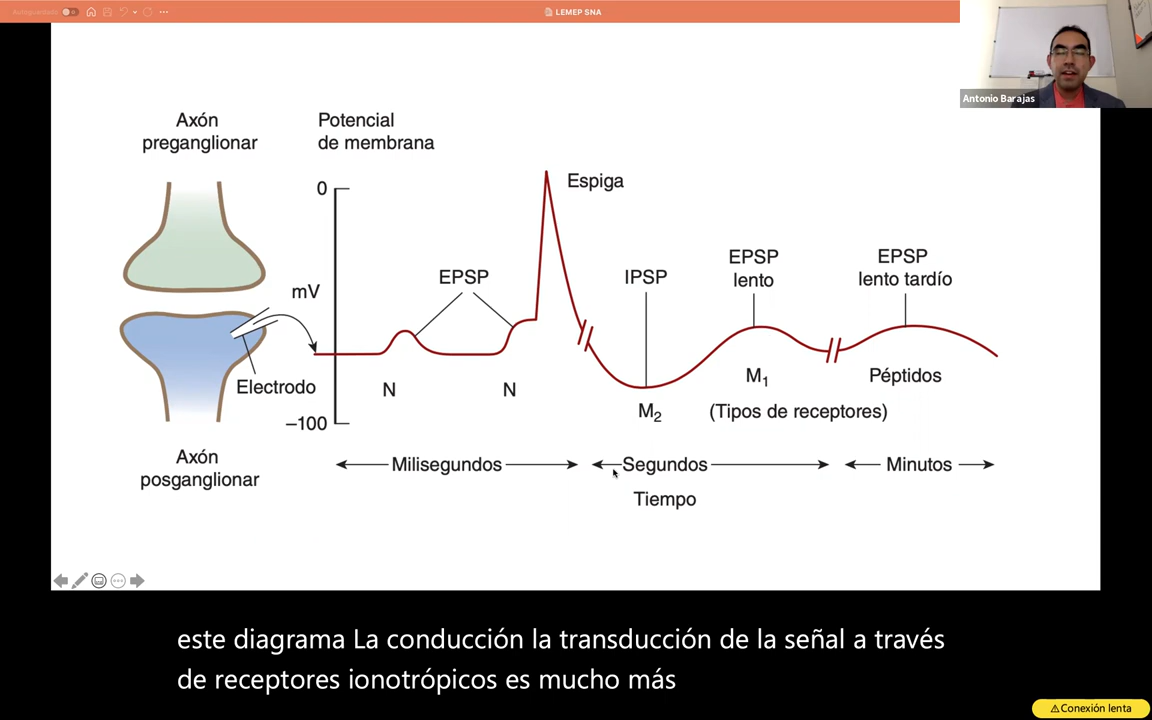 Autoguardado
LEMEP SNA
Antonio Barajas
Axón
preganglionar
Potencial
de membrana
0
Espiga
mV
EPSP
IPSP
EPSP
lento
EPSP
lento tardío
Electrodo
N
N
M₂
M₁
Péptidos
(Tipos de receptores)
–100
Axón
posganglionar
Milisegundos
Segundos
Minutos
Tiempo
este diagrama La conducción la transducción de la señal a través
de receptores ionotrópicos es mucho más
Conexión lenta